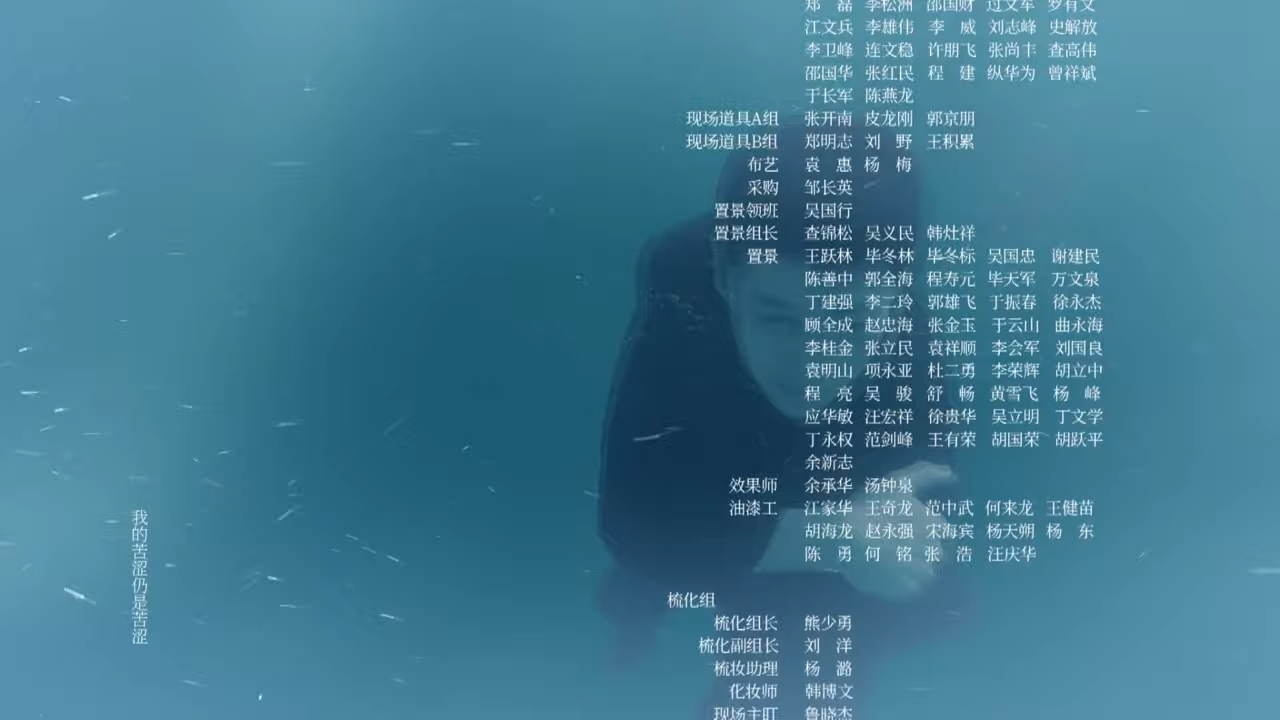 郑　磊 李松洲 邵国财 过文军 罗有文
江文兵 李雄伟 李　威 刘志峰 史解放
李卫峰 连文稳 许朋飞 张尚丰 查高伟
邵国华 张红民 程　建 纵华为 曾祥斌
于长军 陈燕龙
现场道具A组 张开南 皮龙刚 郭京朋
现场道具B组 郑明志 刘　野 王积累
布艺 袁　惠 杨　梅
采购 邹长英
置景领班 吴国行
置景组长 查锦松 吴义民 韩灶祥
置景 王跃林 毕冬林 毕冬标 吴国忠 谢建民
陈善中 郭全海 程寿元 毕天军 万文泉
丁建强 李二玲 郭雄飞 于振春 徐永杰
顾全成 赵忠海 张金玉 于云山 曲永海
李桂金 张立民 袁祥顺 李会军 刘国良
袁明山 项永亚 杜二勇 李荣辉 胡立中
程　亮 吴　骏 舒　畅 黄雪飞 杨　峰
应华敏 汪宏祥 徐贵华 吴立明 丁文学
丁永权 范剑峰 王有荣 胡国荣 胡跃平
余新志
效果师 余承华 汤钟泉
油漆工 江家华 王奇龙 范中武 何来龙 王健苗
胡海龙 赵永强 宋海宾 杨天朔 杨　东
陈　勇 何　铭 张　浩 汪庆华
梳化组
梳化组长 熊少勇
梳化副组长 刘　洋
梳妆助理 杨　潞
化妆师 韩博文
现场主盯 鲁晓杰
我的苦涩仍是苦涩